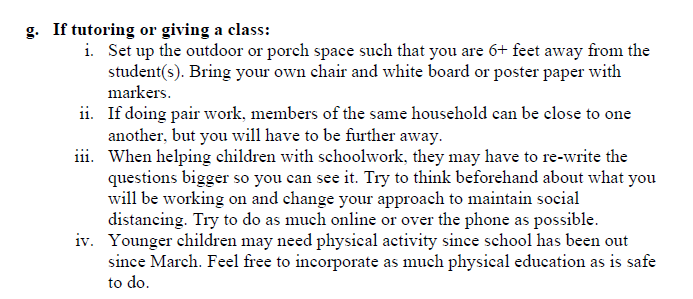 g. If tutoring or giving a class:
i. Set up the outdoor or porch space such that you are 6+ feet away from the
student(s). Bring your own chair and white board or poster paper with
markers.
ii. If doing pair work, members of the same household can be close to one
another, but you will have to be further away.
iii. When helping children with schoolwork, they may have to re-write the
questions bigger so you can see it. Try to think beforehand about what you
will be working on and change your approach to maintain social
distancing. Try to do as much online or over the phone as possible.
iv. Younger children may need physical activity since school has been out
since March. Feel free to incorporate as much physical education as is safe
to do.